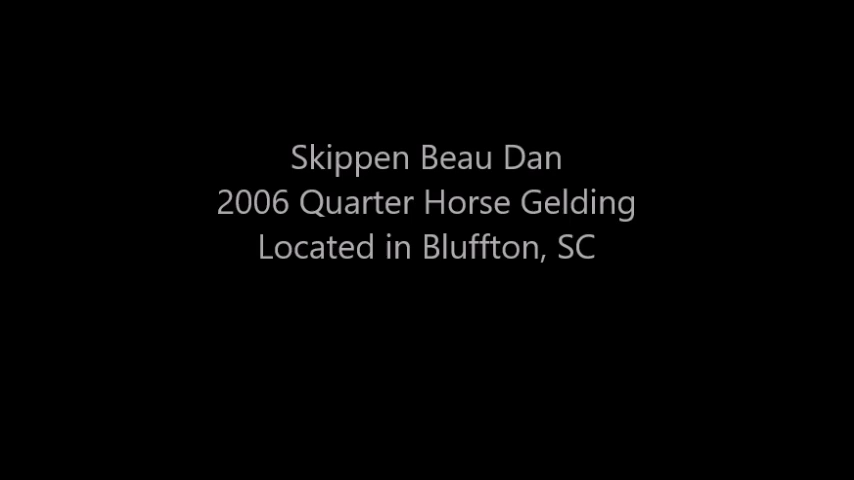 Skippen Beau Dan
2006 Quarter Horse Gelding
Located in Bluffton, SC